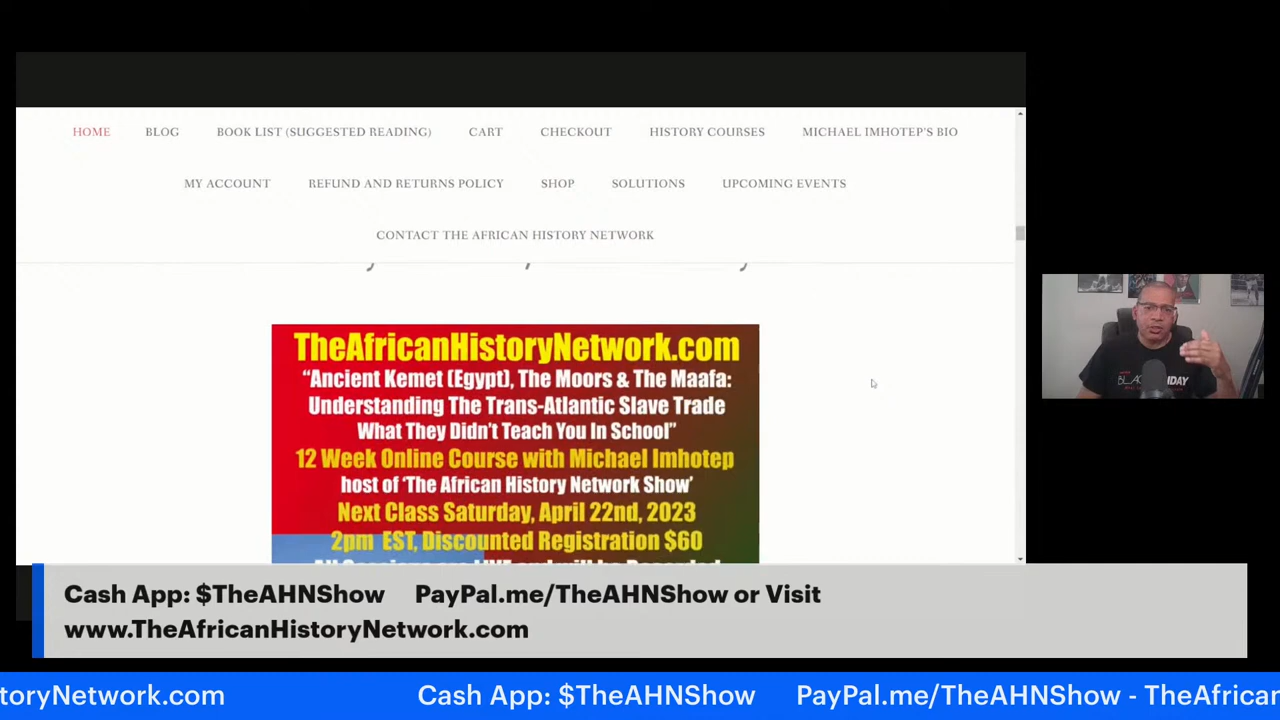 HOME BLOG BOOK LIST (SUGGESTED READING) CART CHECKOUT HISTORY COURSES MICHAEL IMHOTEP'S BIO
MY ACCOUNT REFUND AND RETURNS POLICY SHOP SOLUTIONS UPCOMING EVENTS
CONTACT THE AFRICAN HISTORY NETWORK
TheAfricanHistoryNetwork.com
"Ancient Kemet (Egypt), The Moors & The Maafa:
Understanding The Trans-Atlantic Slave Trade
What They Didn't Teach You In School"
12 Week Online Course with Michael Imhotep
host of 'The African History Network Show'
Next Class Saturday, April 22nd, 2023
2pm EST, Discounted Registration $60
Cash App: $TheAHNShow PayPal.me/TheAHNShow or Visit
www.TheAfricanHistoryNetwork.com
toryNetwork.com Cash App: $TheAHNShow PayPal.me/TheAHNShow - TheAfrican